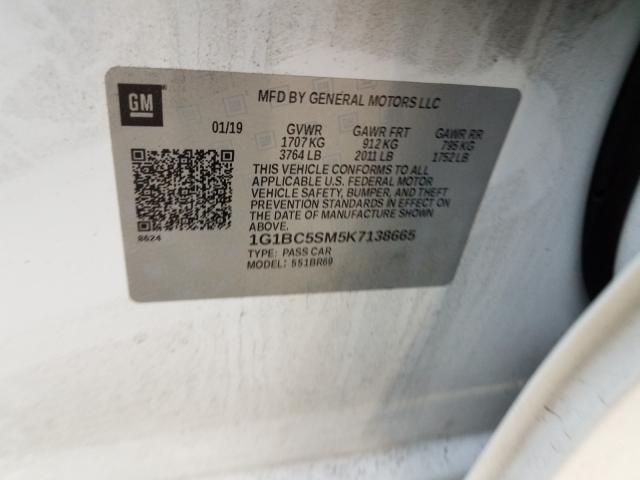 GM
MFD BY GENERAL MOTORS LLC
01/19 GVWR GAWR FRT GAWR RR
1707 KG 912 KG 795 KG
3764 LB 2011 LB 1752 LB
THIS VEHICLE CONFORMS TO ALL
APPLICABLE U.S. FEDERAL MOTOR
VEHICLE SAFETY, BUMPER, AND THEFT
PREVENTION STANDARDS IN EFFECT ON
THE DATE OF MANUFACTURE SHOWN
ABOVE.
8624
1G1BC5SM5K7138665
TYPE: PASS CAR
MODEL: 551BR69